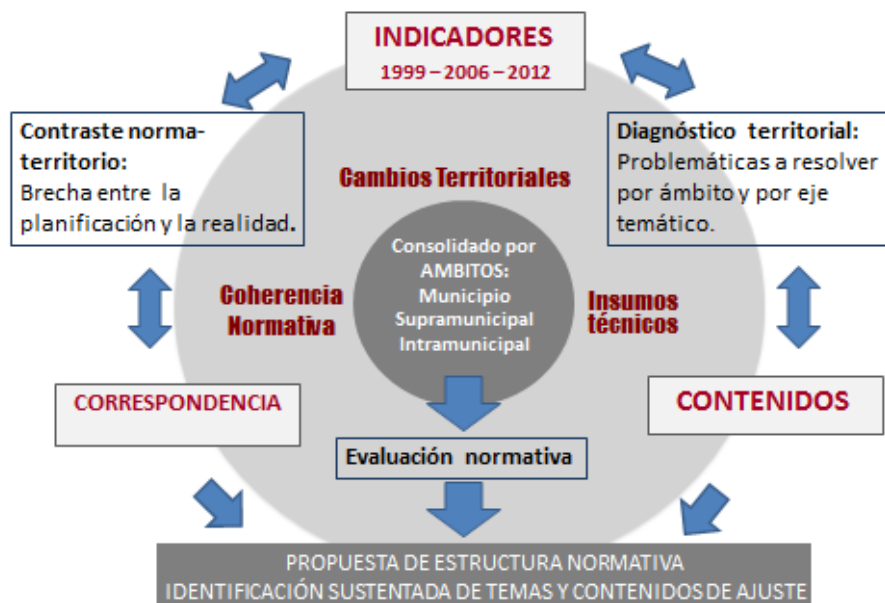 INDICADORES
1999 – 2006 – 2012
Contraste norma-
territorio:
Brecha entre la
planificación y la realidad.
Diagnóstico territorial:
Problemáticas a resolver
por ámbito y por eje
temático.
Cambios Territoriales
Consolidado por
AMBITOS:
Municipio
Supramunicipal
Intramunicipal
Coherencia
Normativa
Insumos
técnicos
CORRESPONDENCIA
CONTENIDOS
Evaluación normativa
PROPUESTA DE ESTRUCTURA NORMATIVA
IDENTIFICACIÓN SUSTENTADA DE TEMAS Y CONTENIDOS DE AJUSTE